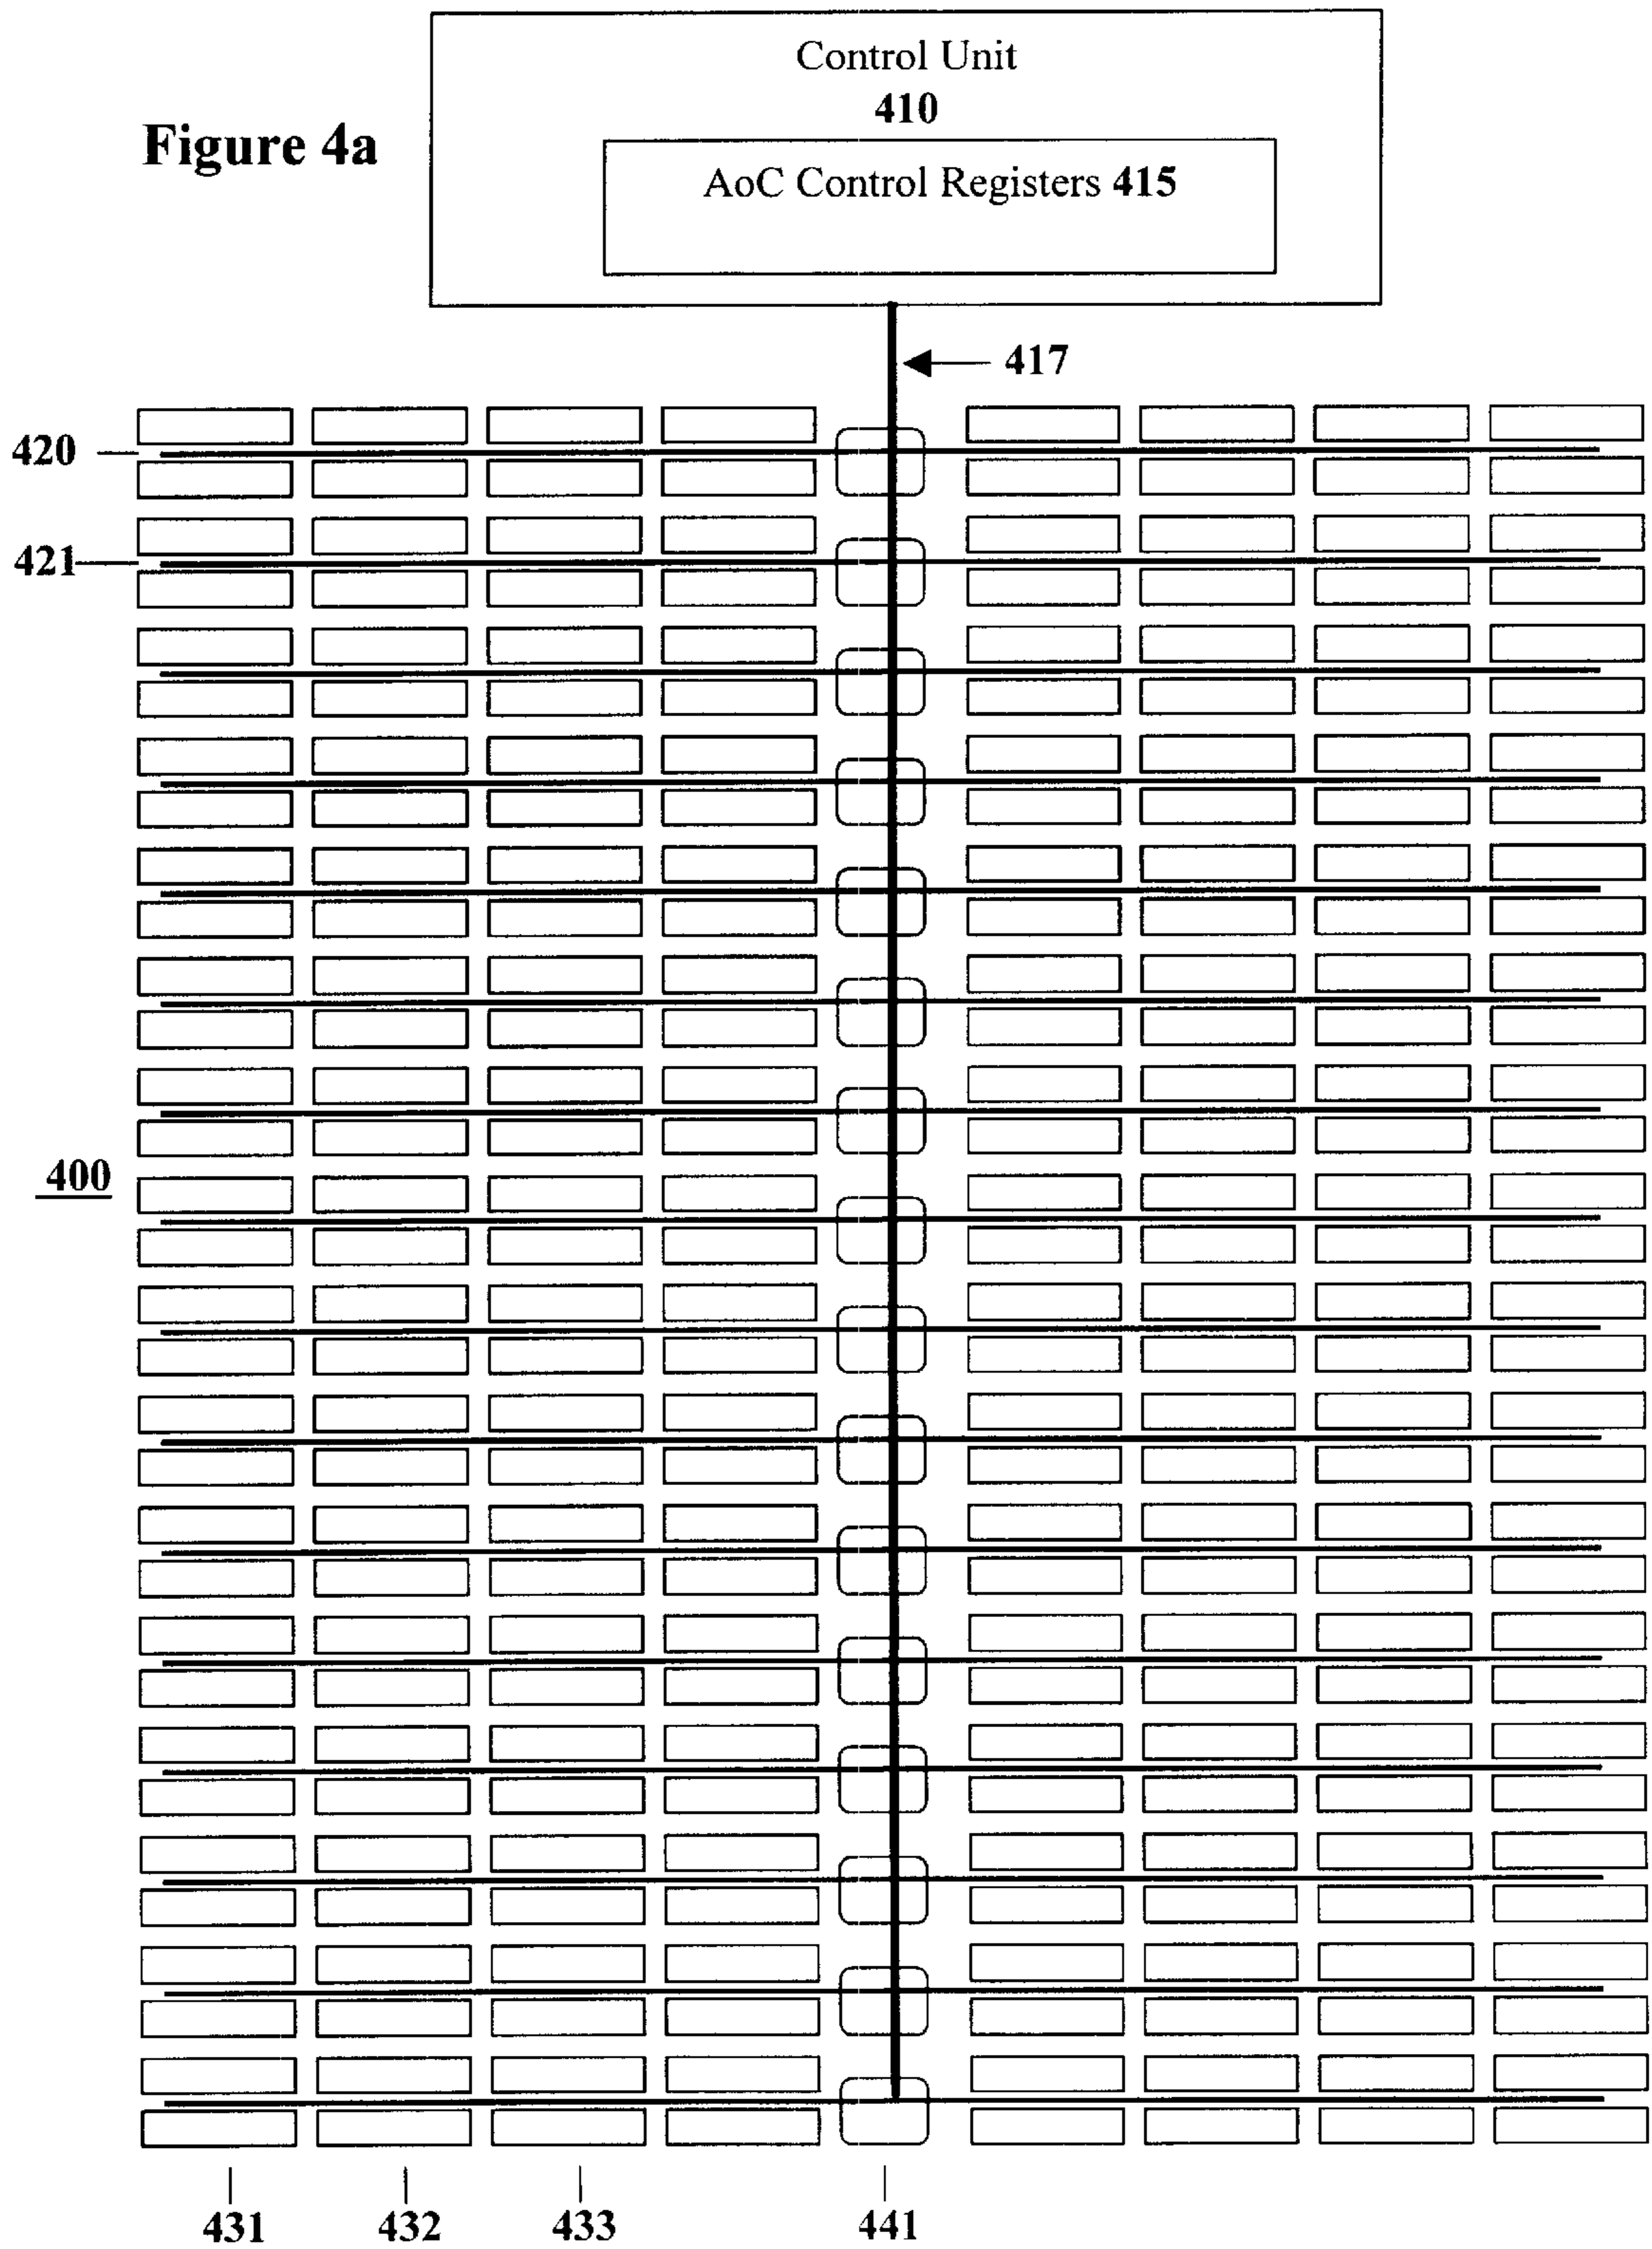 Control Unit
410
Figure 4a
AoC Control Registers 415
417
420
421
400
431 432 433 441